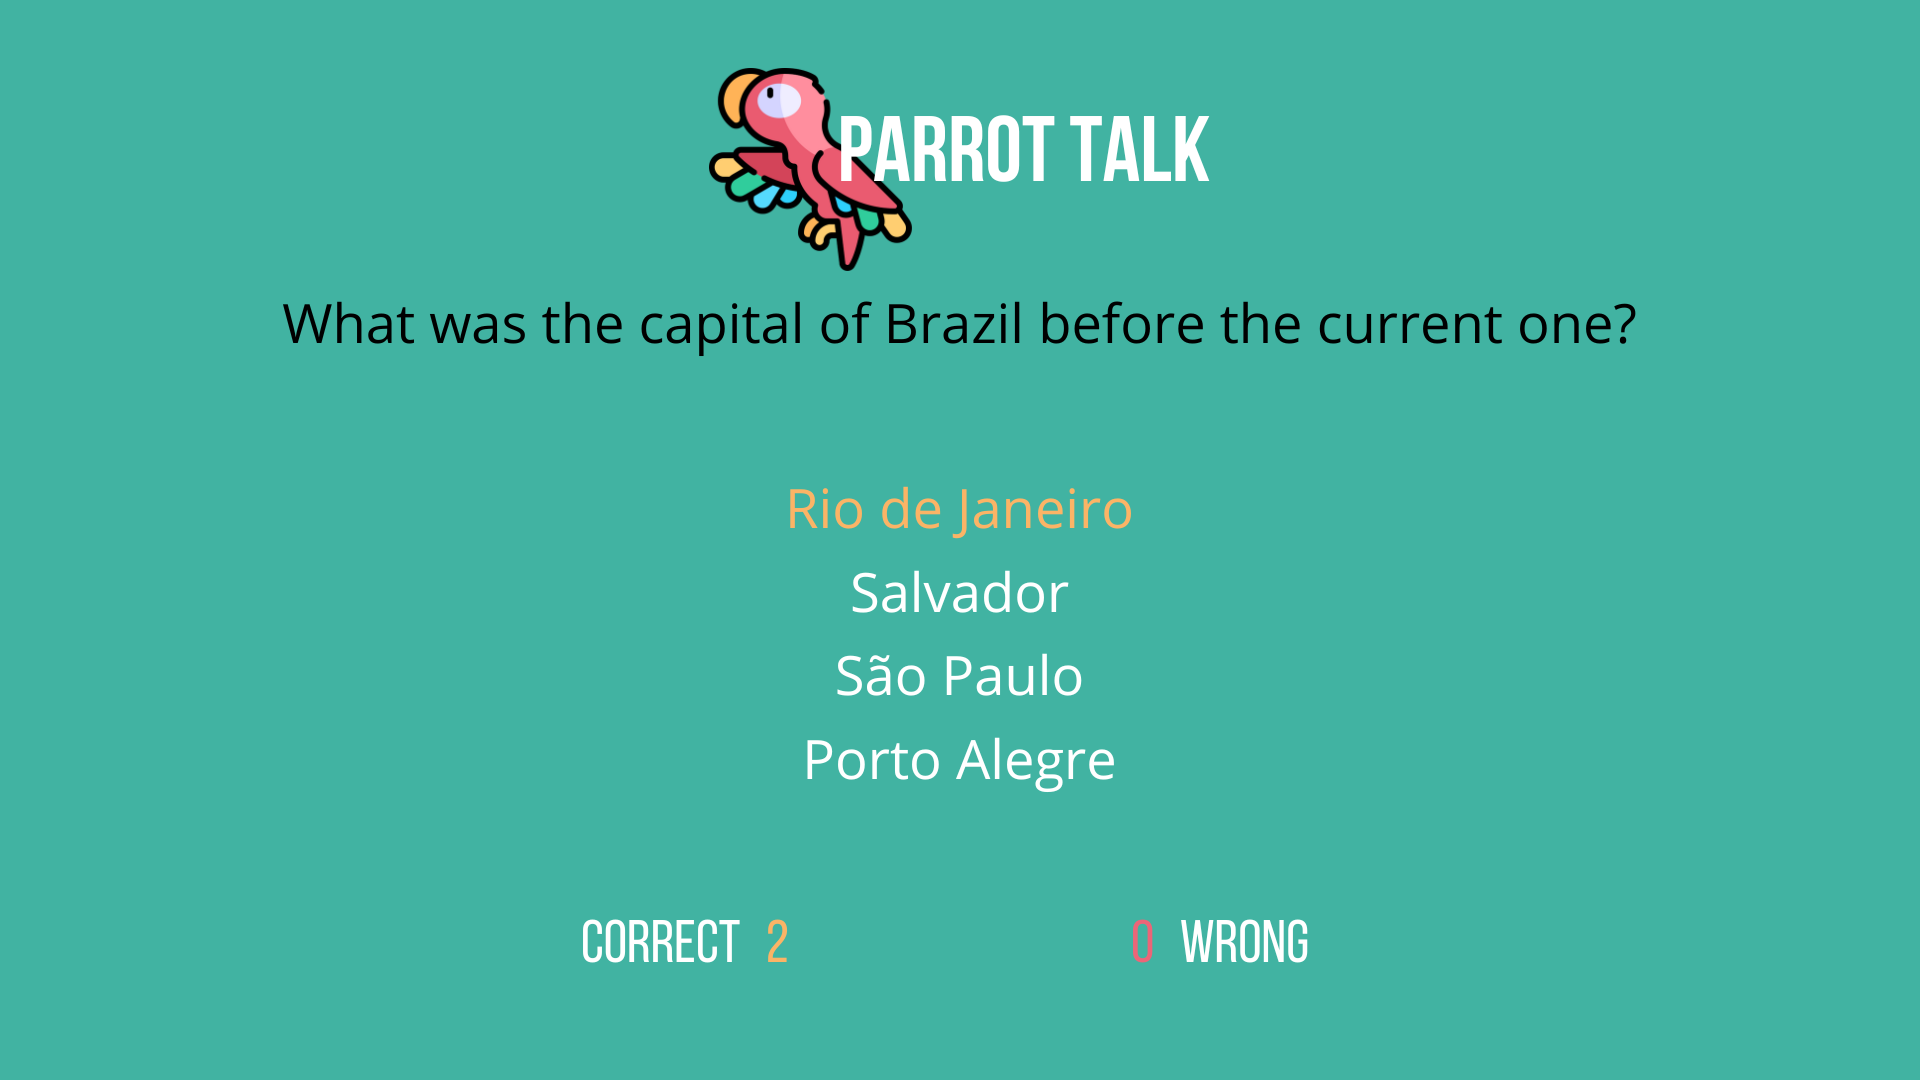 PARROT TALK
What was the capital of Brazil before the current one?
Rio de Janeiro
Salvador
São Paulo
Porto Alegre
CORRECT 2
0 WRONG